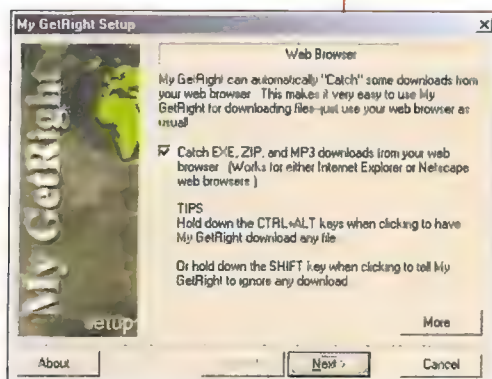 My GetRight Setup
My GetRight
setup
Web Browser
My GetRight can automatically "Catch" some downloads from
your web browser. This makes it very easy to use My
GetRight for downloading files--just use your web browser as
usual!
Catch EXE, ZIP, and MP3 downloads from your web
browser. (Works for either Internet Explorer or Netscape
web browsers.)
TIPS
Hold down the CTRL+ALT keys when clicking to have
My GetRight download any file
Or hold down the SHIFT key when clicking to tell My
GetRight to ignore any download
More
About
Next >
Cancel